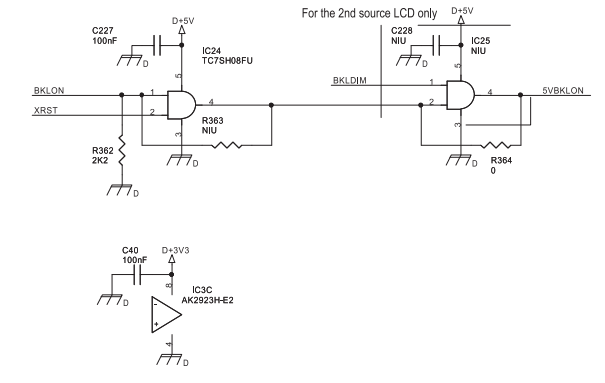 For the 2nd source LCD only
D+5V
D+5V
C227
100nF
D
IC24
TC7SH08FU
C228
NIU
D
IC25
NIU
5
5
BKLON
1
XRST
2
4
3
BKLDIM
1
2
4
5VBKLON
3
R363
NIU
R362
2K2
D
D
D
R364
0
C40
100nF
D+3V3
D
8
IC3C
AK2923H-E2
-
+
4
D